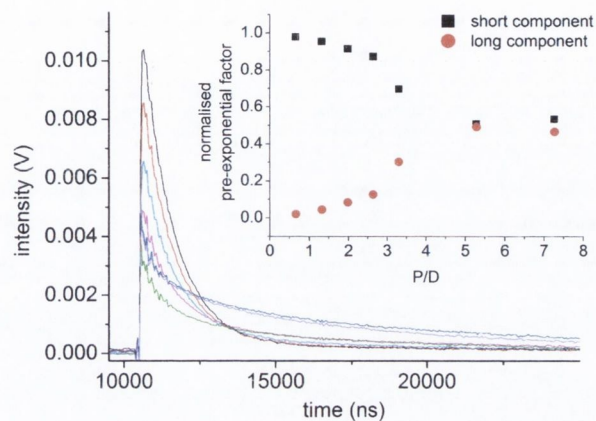 short component
long component
normalised
pre-exponential factor
1.0
0.8
0.6
0.4
0.2
0.0
0 1 2 3 4 5 6 7 8
P/D
intensity (V)
0.010
0.008
0.006
0.004
0.002
0.000
10000 15000 20000
time (ns)